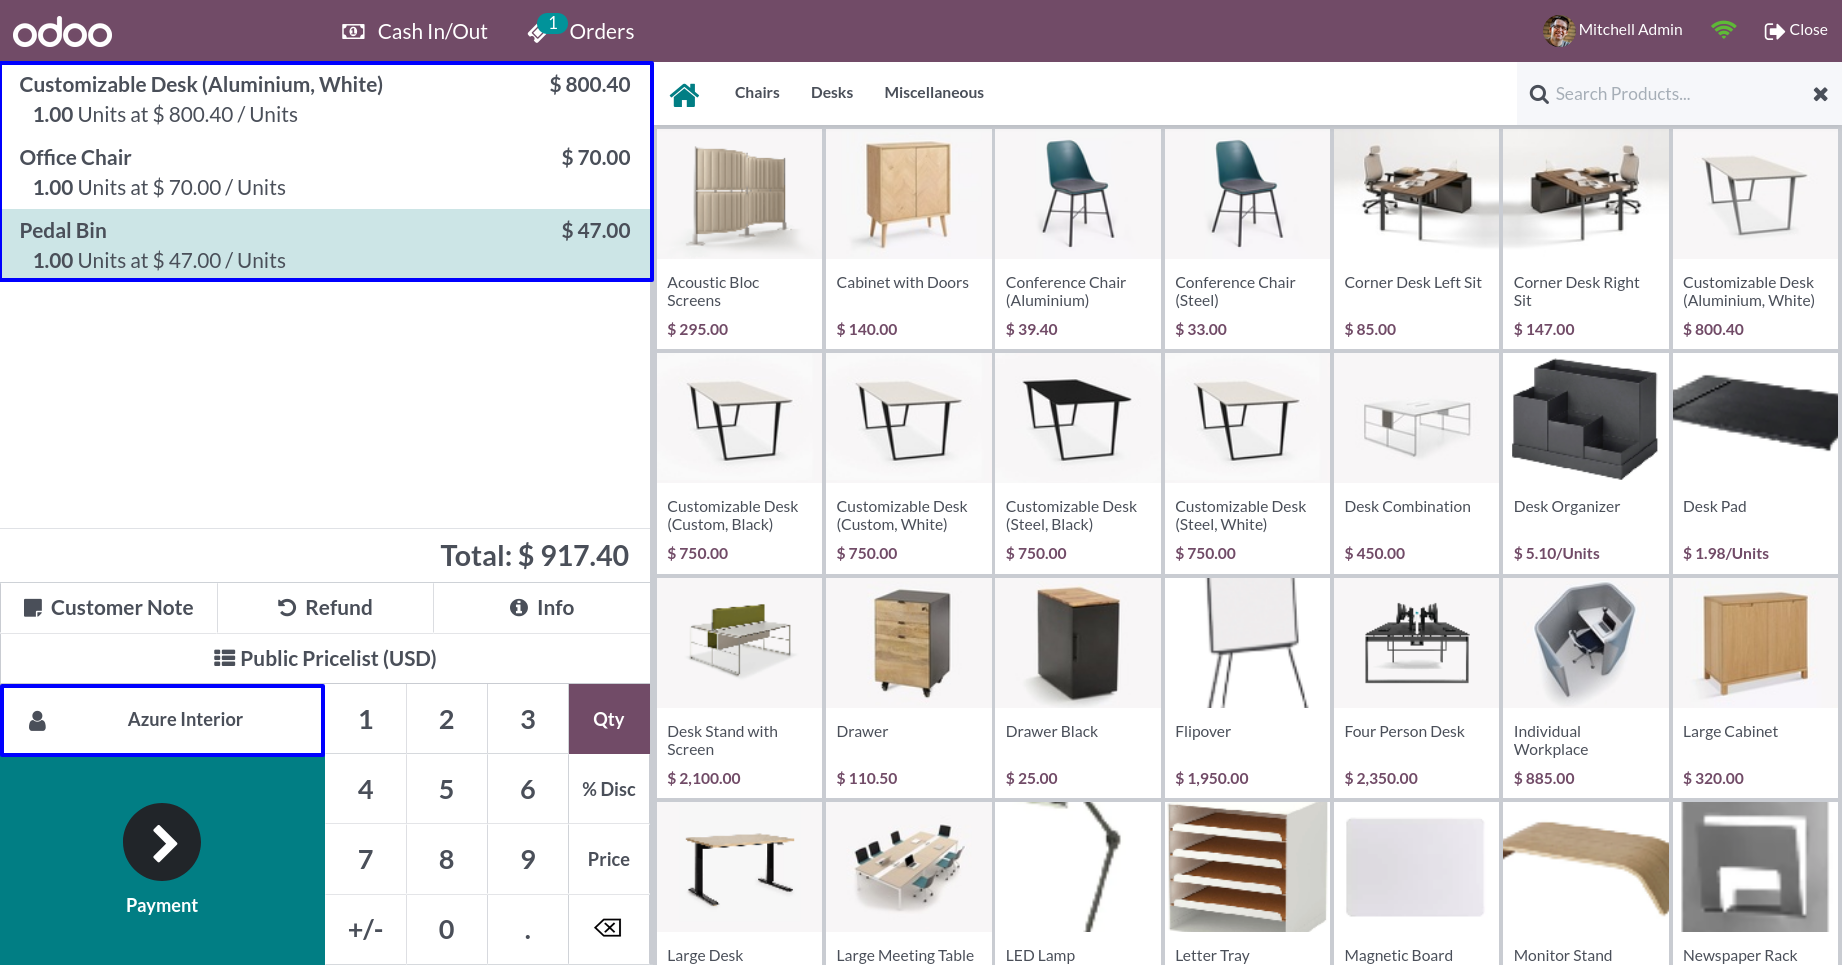 odoo
Cash In/Out
1
Orders
Mitchell Admin
Close
Customizable Desk (Aluminium, White) $ 800.40
1.00 Units at $ 800.40 / Units
Office Chair $ 70.00
1.00 Units at $ 70.00 / Units
Pedal Bin $ 47.00
1.00 Units at $ 47.00 / Units
Total: $ 917.40
Customer Note
Refund
Info
Public Pricelist (USD)
Azure Interior
1 2 3 Qty
4 5 6 % Disc
7 8 9 Price
+/- 0 .
Payment
Chairs Desks Miscellaneous
Search Products...
Acoustic Bloc
Screens
$ 295.00
Cabinet with Doors
$ 140.00
Conference Chair
(Aluminium)
$ 39.40
Conference Chair
(Steel)
$ 33.00
Corner Desk Left Sit
$ 85.00
Corner Desk Right
Sit
$ 147.00
Customizable Desk
(Aluminium, White)
$ 800.40
Customizable Desk
(Custom, Black)
$ 750.00
Customizable Desk
(Custom, White)
$ 750.00
Customizable Desk
(Steel, Black)
$ 750.00
Customizable Desk
(Steel, White)
$ 750.00
Desk Combination
$ 450.00
Desk Organizer
$ 5.10/Units
Desk Pad
$ 1.98/Units
Desk Stand with
Screen
$ 2,100.00
Drawer
$ 110.50
Drawer Black
$ 25.00
Flipover
$ 1,950.00
Four Person Desk
$ 2,350.00
Individual
Workplace
$ 885.00
Large Cabinet
$ 320.00
Large Desk
Large Meeting Table
LED Lamp
Letter Tray
Magnetic Board
Monitor Stand
Newspaper Rack